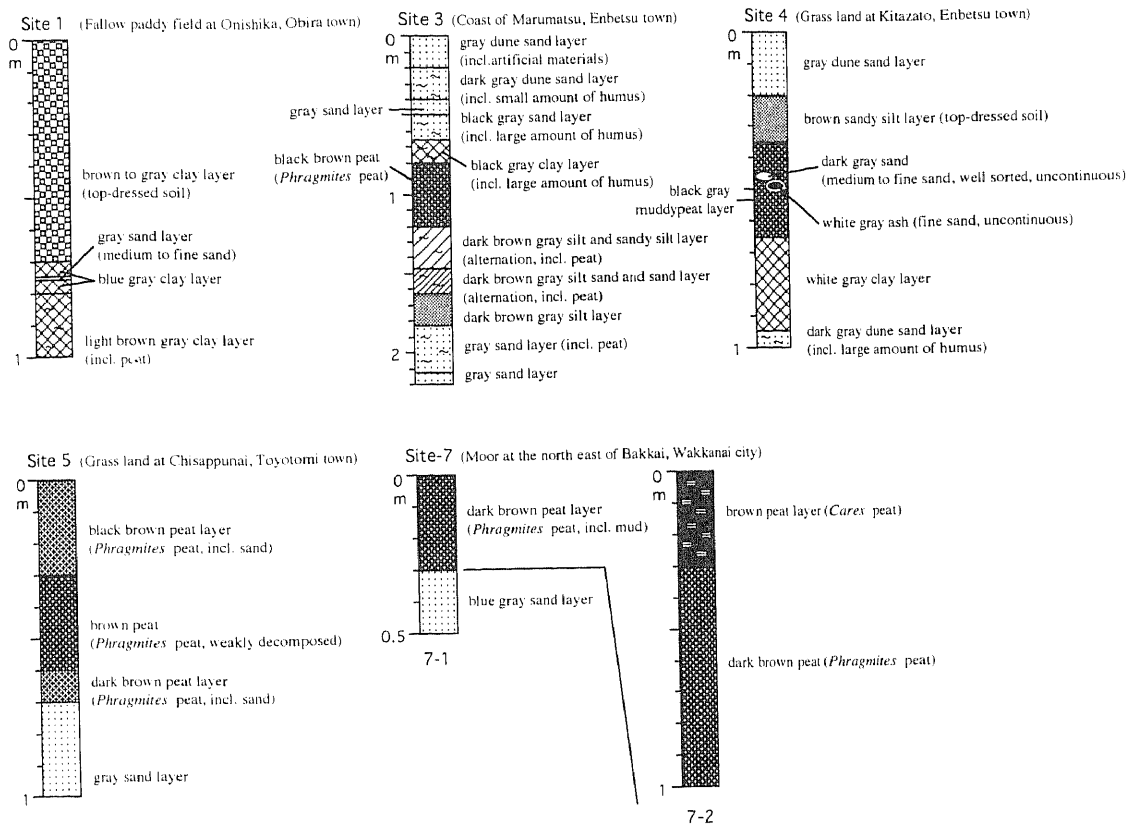 Site 1 (Fallow paddy field at Onishika, Obira town)
0
m
brown to gray clay layer
(top-dressed soil)
gray sand layer
(medium to fine sand)
blue gray clay layer
light brown gray clay layer
(incl. peat)
1
Site 3 (Coast of Marumatsu, Enbetsu town)
0
m
gray dune sand layer
(incl.artificial materials)
dark gray dune sand layer
(incl. small amount of humus)
gray sand layer
black gray sand layer
(incl. large amount of humus)
black brown peat
(Phragmites peat)
black gray clay layer
(incl. large amount of humus)
1
dark brown gray silt and sandy silt layer
(alternation, incl. peat)
dark brown gray silt sand and sand layer
(alternation, incl. peat)
dark brown gray silt layer
gray sand layer (incl. peat)
2
gray sand layer
Site 4 (Grass land at Kitazato, Enbetsu town)
0
m
gray dune sand layer
brown sandy silt layer (top-dressed soil)
dark gray sand
(medium to fine sand, well sorted, uncontinuous)
black gray
muddypeat layer
white gray ash (fine sand, uncontinuous)
white gray clay layer
dark gray dune sand layer
(incl. large amount of humus)
1
Site 5 (Grass land at Chisappunai, Toyotomi town)
0
m
black brown peat layer
(Phragmites peat, incl. sand)
brown peat
(Phragmites peat, weakly decomposed)
dark brown peat layer
(Phragmites peat, incl. sand)
gray sand layer
1
Site-7 (Moor at the north east of Bakkai, Wakkanai city)
0
m
dark brown peat layer
(Phragmites peat, incl. mud)
blue gray sand layer
0.5
7-1
0
m
brown peat layer (Carex peat)
dark brown peat (Phragmites peat)
1
7-2